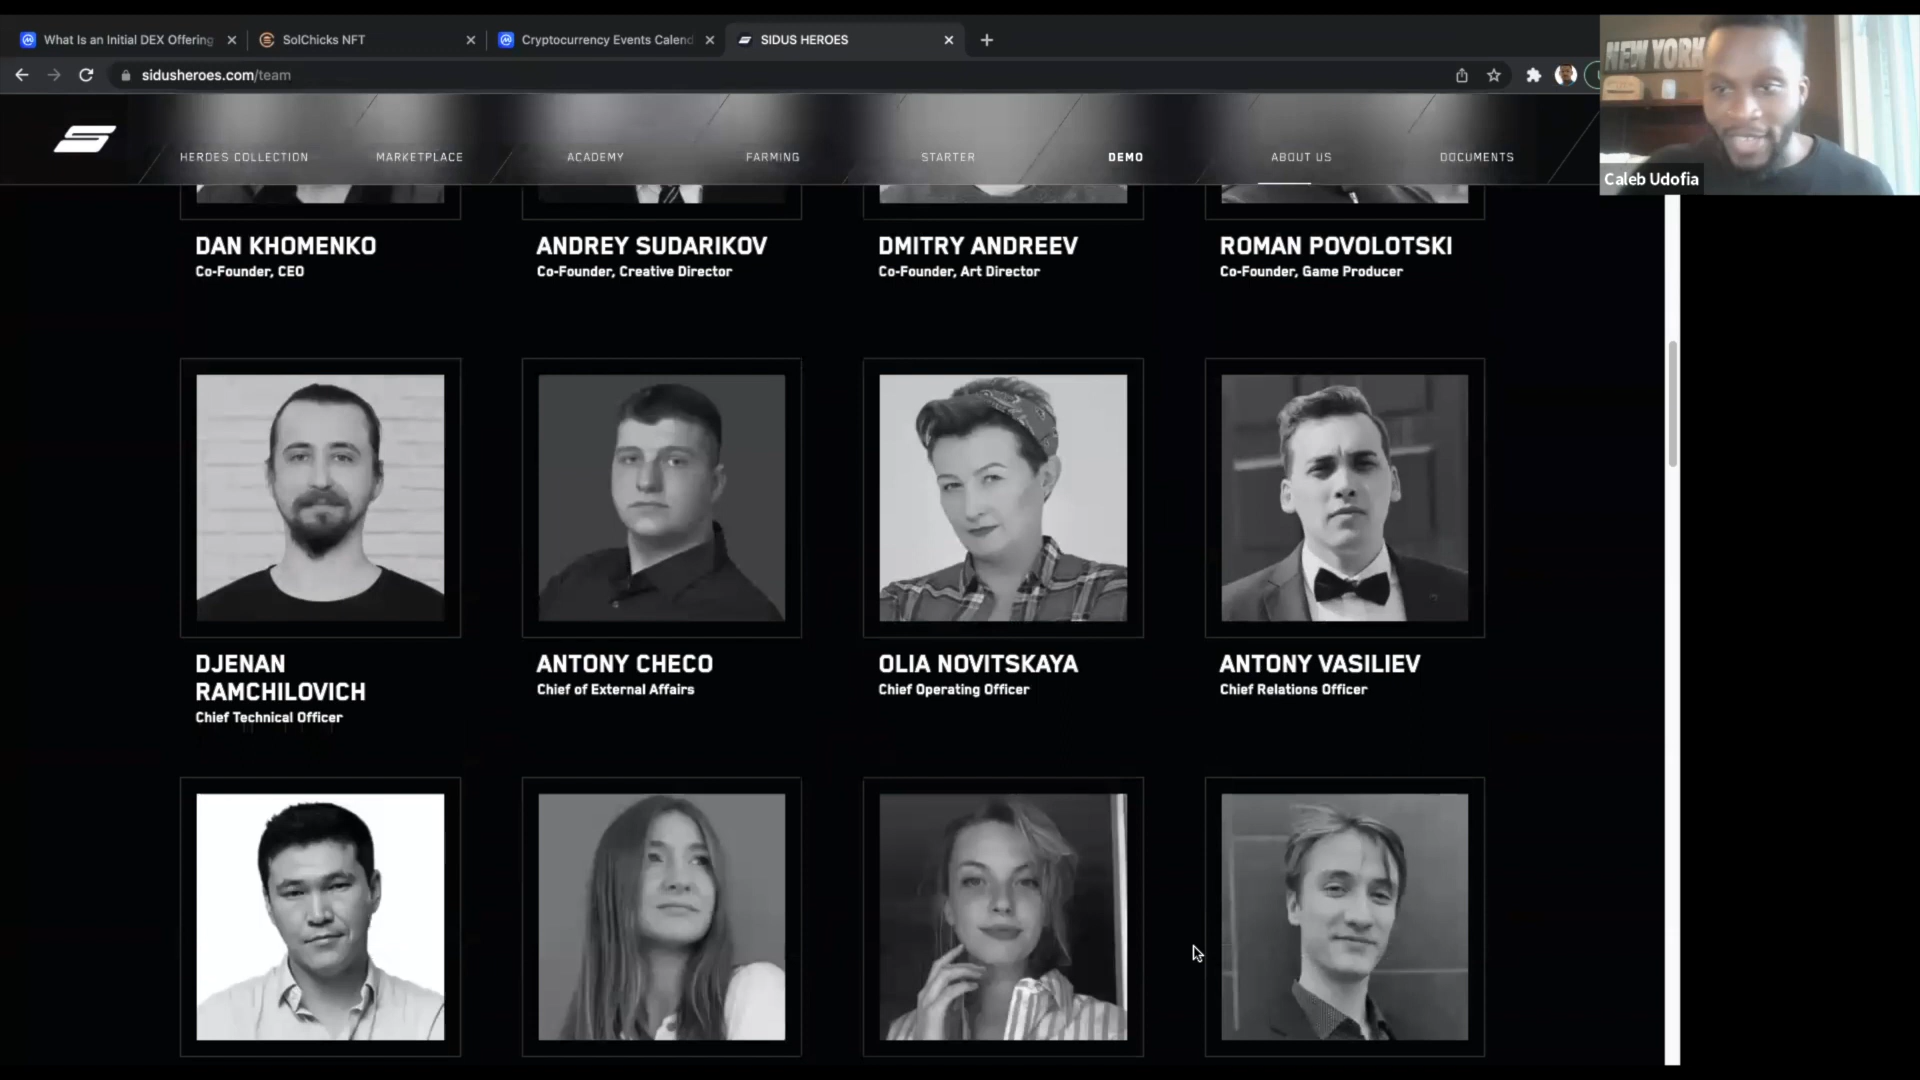 What Is an Initial DEX Offering
SolChicks NFT
Cryptocurrency Events Calend
SIDUS HEROES
sidusheroes.com/team
NEW YORK
HEROES COLLECTION
MARKETPLACE
ACADEMY
FARMING
STARTER
DEMO
ABOUT US
DOCUMENTS
Caleb Udofia
DAN KHOMENKO
Co-Founder, CEO
ANDREY SUDARIKOV
Co-Founder, Creative Director
DMITRY ANDREEV
Co-Founder, Art Director
ROMAN POVOLOTSKI
Co-Founder, Game Producer
DJENAN
RAMCHILOVICH
Chief Technical Officer
ANTONY CHECO
Chief of External Affairs
OLIA NOVITSKAYA
Chief Operating Officer
ANTONY VASILIEV
Chief Relations Officer